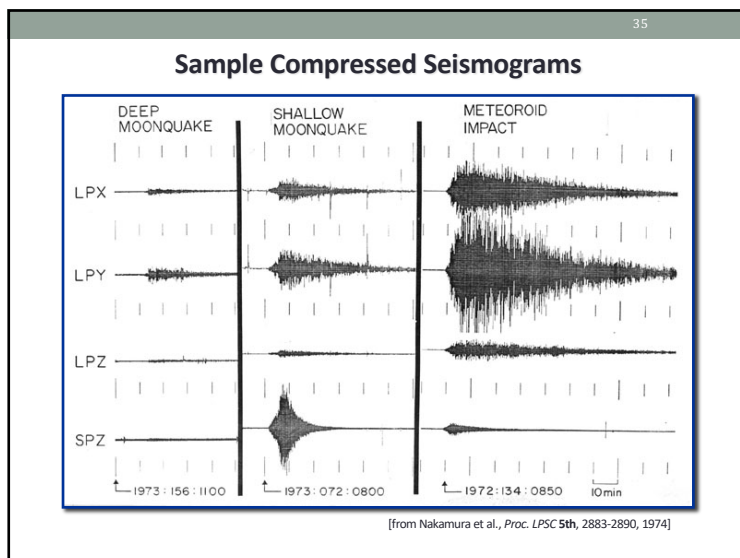 35
Sample Compressed Seismograms
DEEP MOONQUAKE
SHALLOW MOONQUAKE
METEOROID IMPACT
LPX
LPY
LPZ
SPZ
1973:156:1100
1973:072:0800
1972:134:0850
10min
[from Nakamura et al., Proc. LPSC 5th, 2883-2890, 1974]